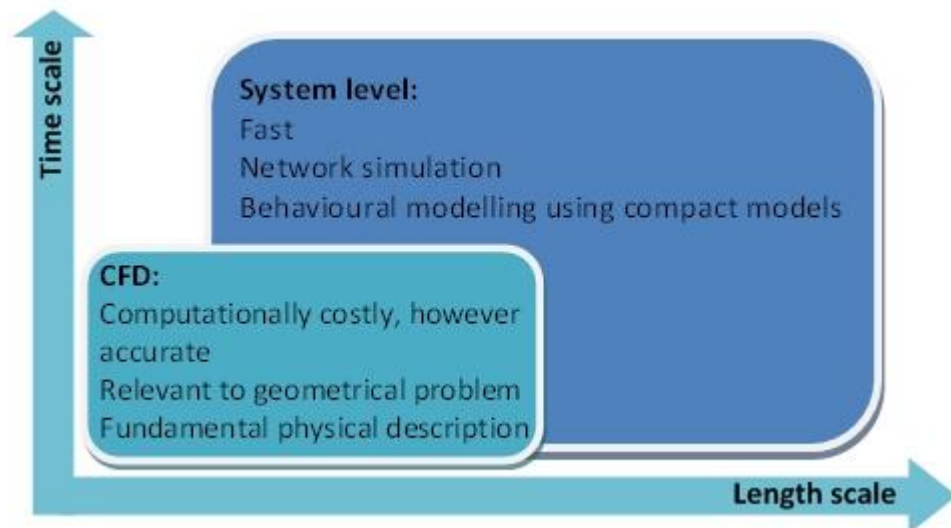 Time scale
System level:
Fast
Network simulation
Behavioural modelling using compact models
CFD:
Computationally costly, however
accurate
Relevant to geometrical problem
Fundamental physical description
Length scale